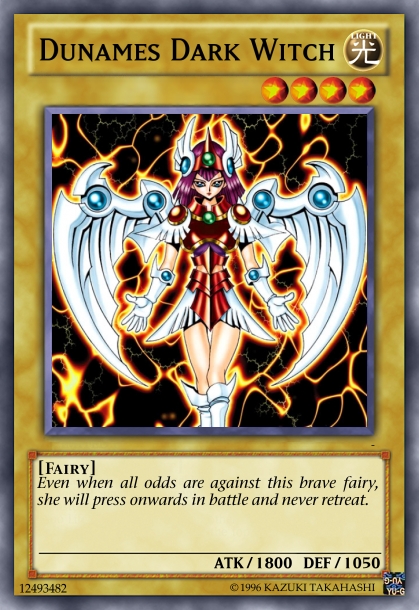 DUNAMES DARK WITCH
LIGHT
光
[FAIRY]
Even when all odds are against this brave fairy,
she will press onwards in battle and never retreat.
ATK / 1800 DEF / 1050
12493482
©1996 KAZUKI TAKAHASHI